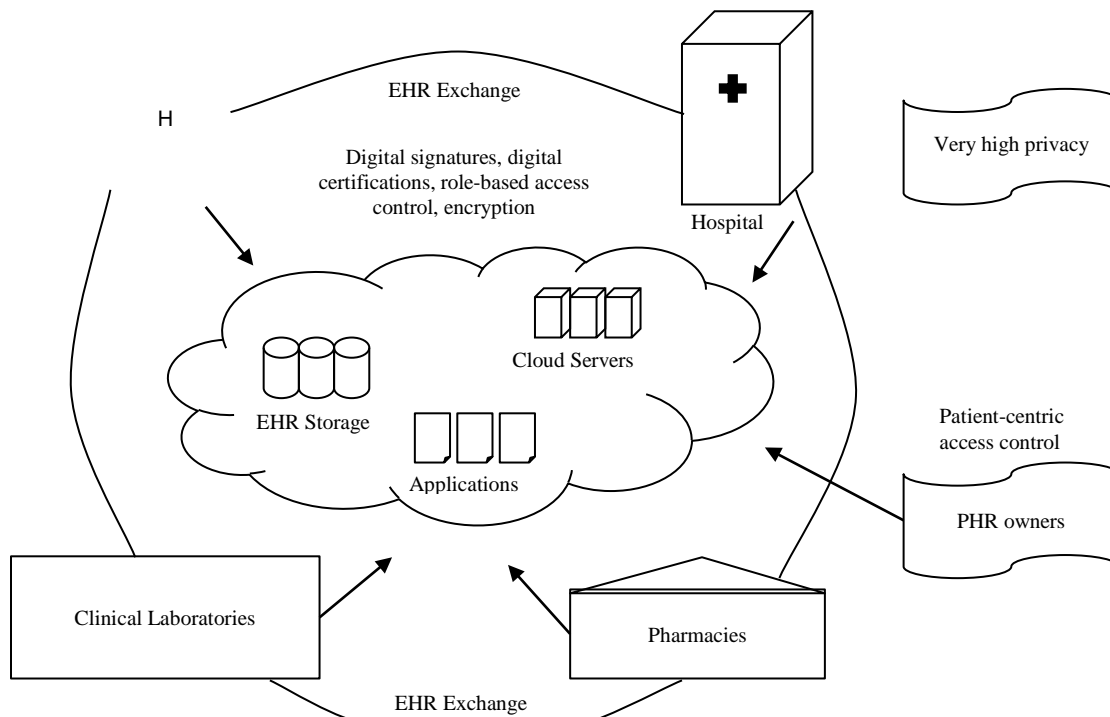 EHR Exchange
H
Very high privacy
Digital signatures, digital
certifications, role-based access
control, encryption
Hospital
Cloud Servers
EHR Storage
Patient-centric
access control
Applications
PHR owners
Clinical Laboratories
Pharmacies
EHR Exchange